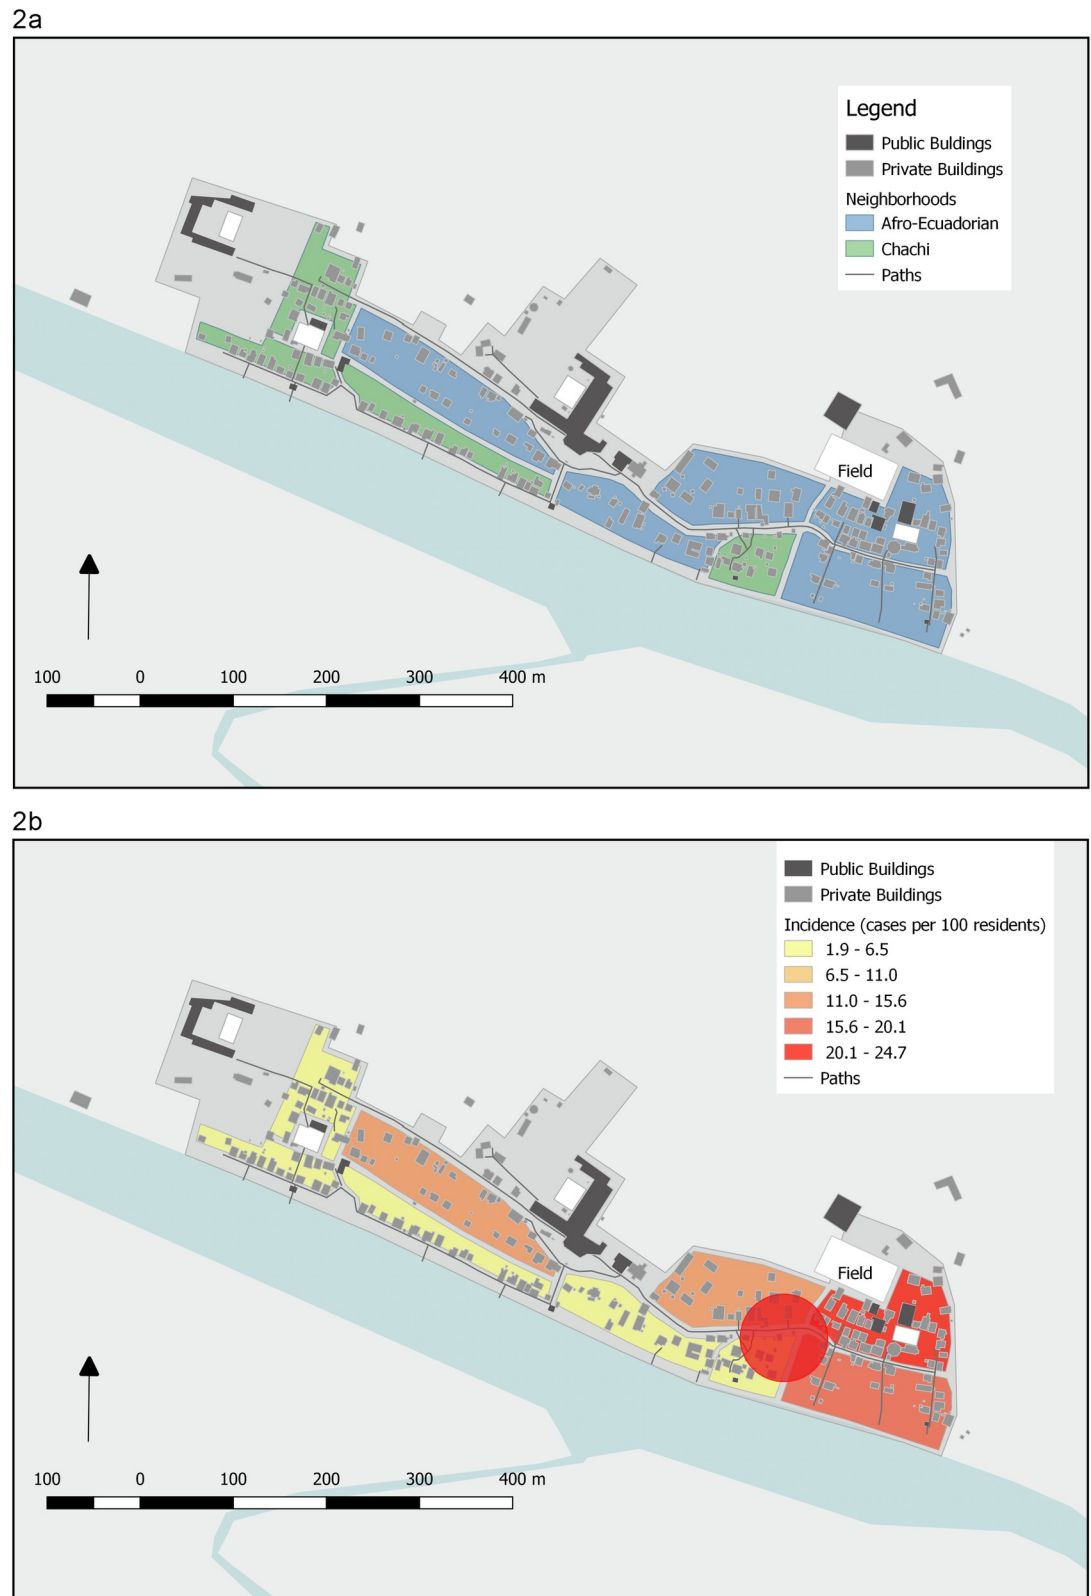 2a
Legend
Public Buldings
Private Buildings
Neighborhoods
Afro-Ecuadorian
Chachi
Paths
Field
100 0 100 200 300 400 m
2b
Public Buildings
Private Buildings
Incidence (cases per 100 residents)
1.9 - 6.5
6.5 - 11.0
11.0 - 15.6
15.6 - 20.1
20.1 - 24.7
Paths
Field
100 0 100 200 300 400 m